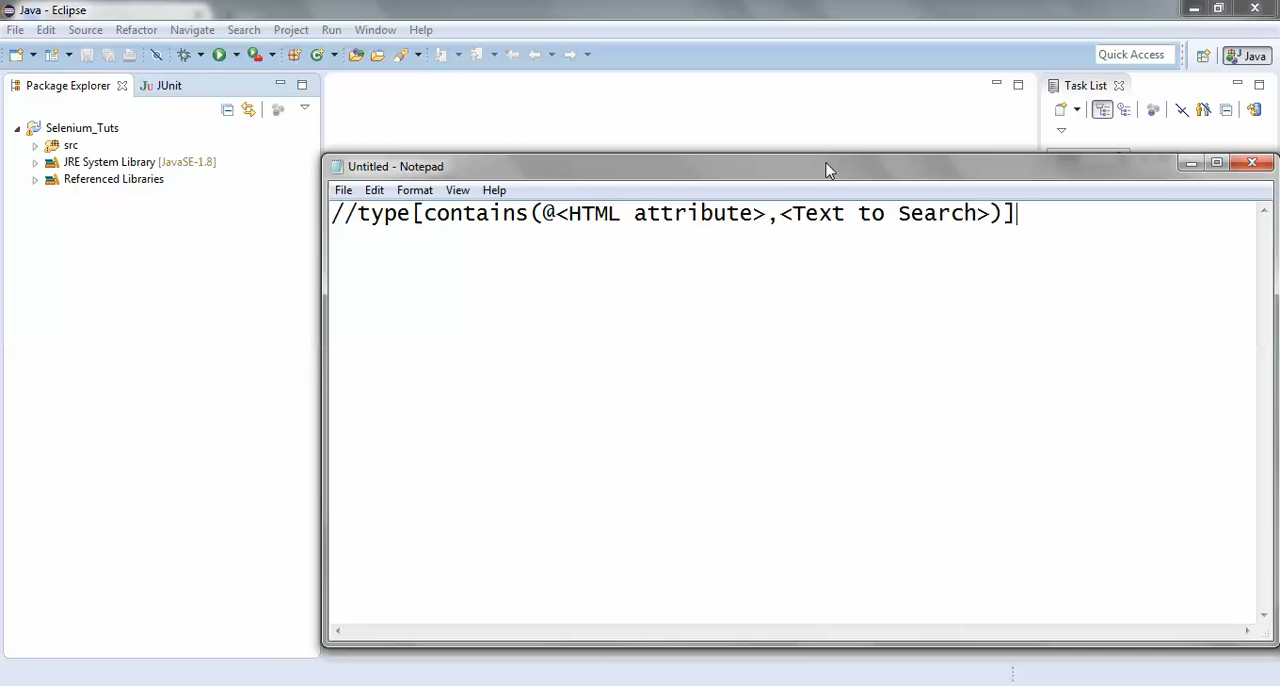 Java - Eclipse
File Edit Source Refactor Navigate Search Project Run Window Help
Quick Access Java
Package Explorer JUnit Task List
Selenium_Tuts
src
JRE System Library [JavaSE-1.8]
Referenced Libraries
Untitled - Notepad
File Edit Format View Help
//type[contains(@<HTML attribute>,<Text to Search>)]